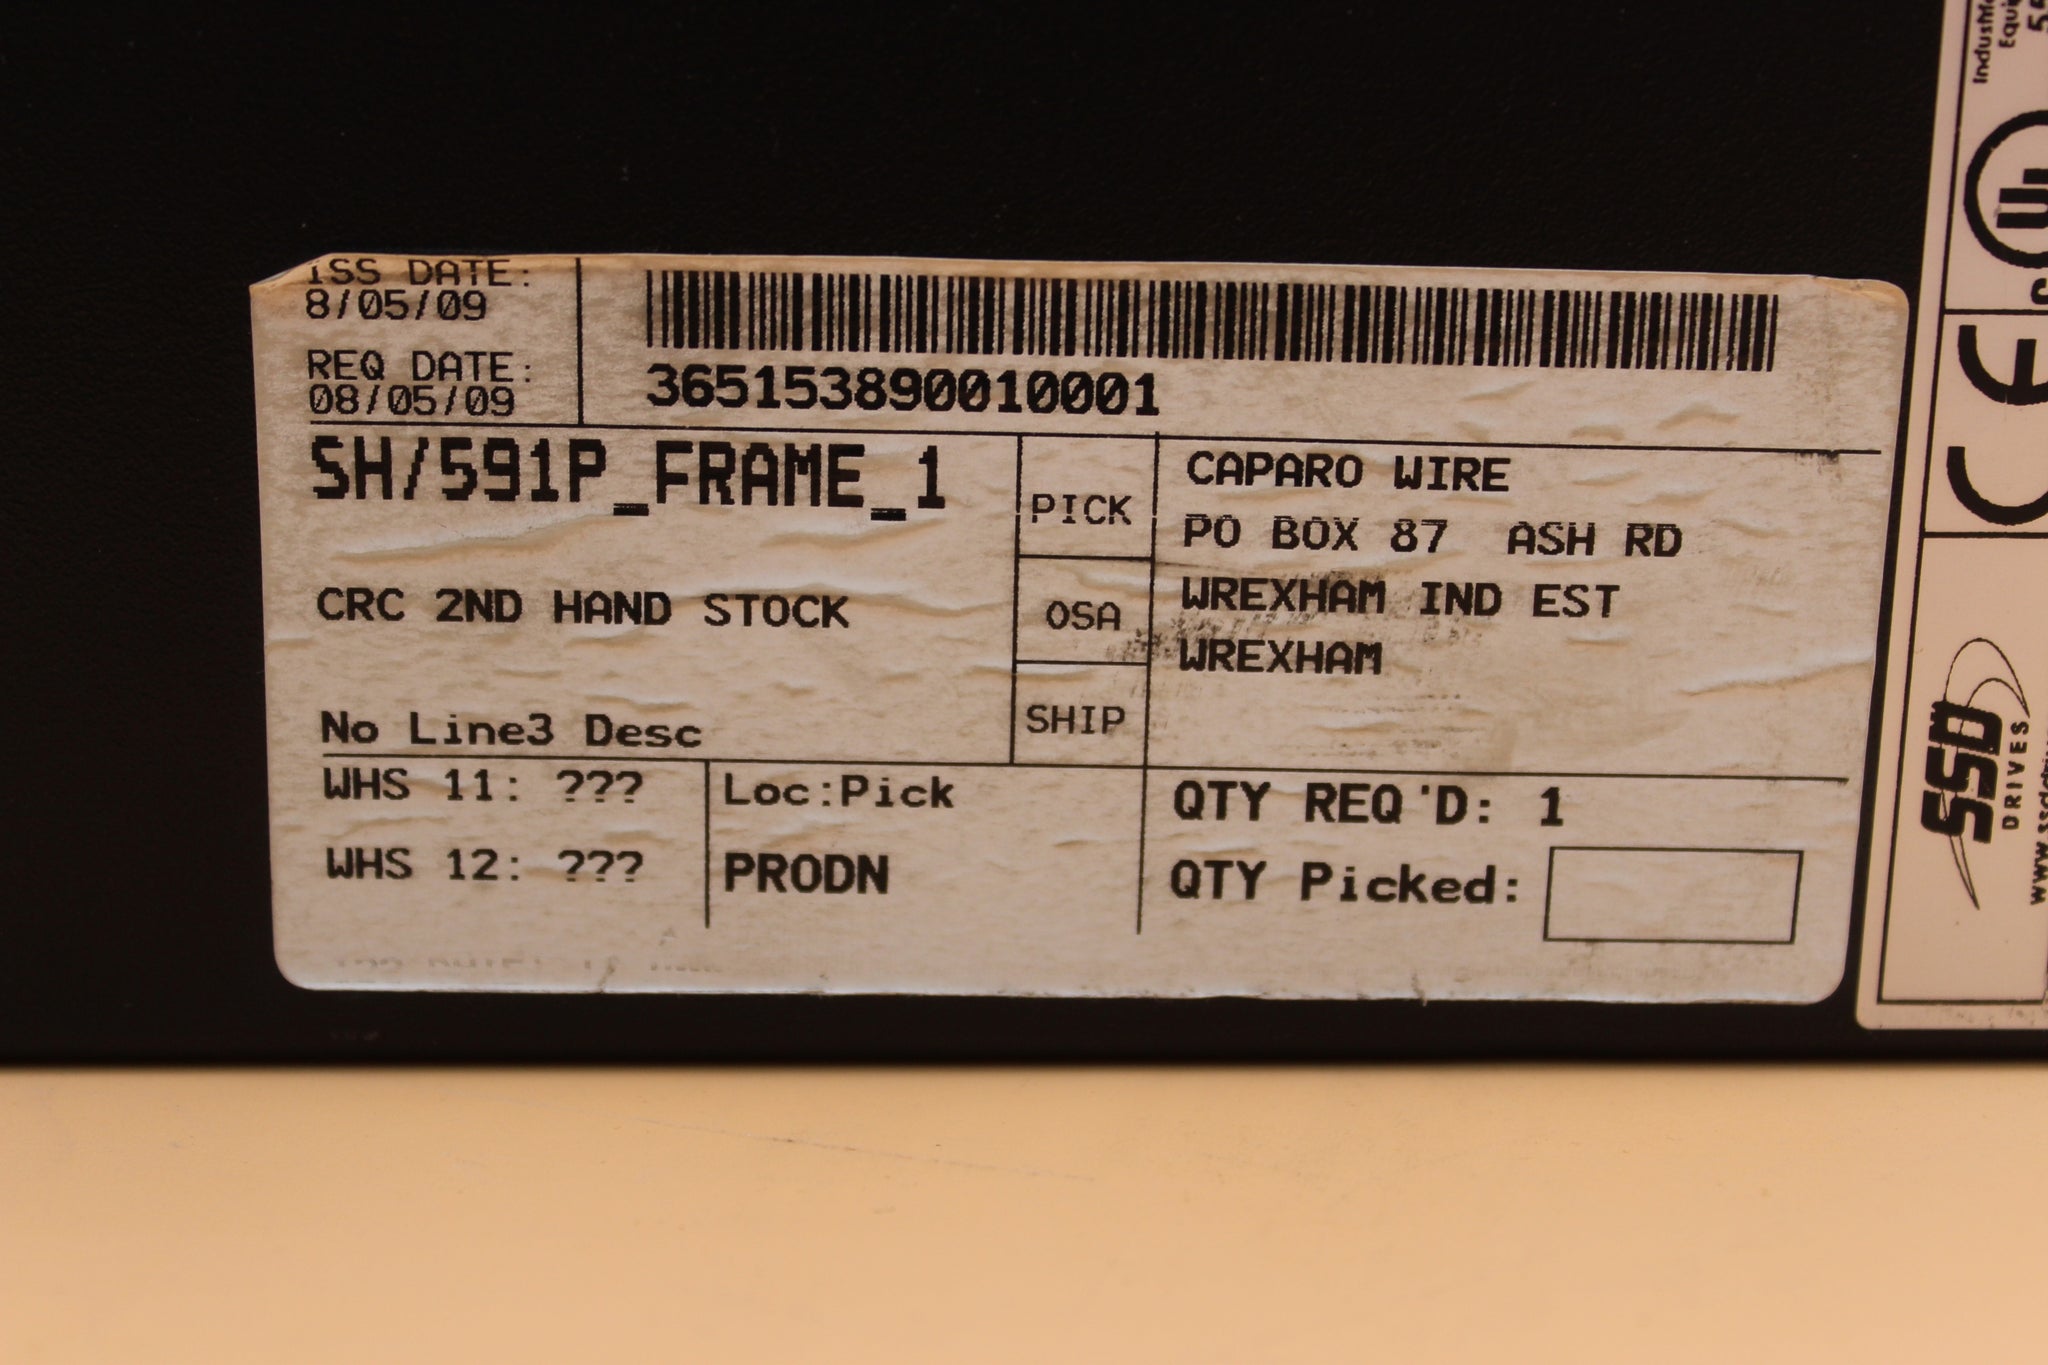 ISS DATE:
8/05/09
REQ DATE:
08/05/09
365153890010001
SH/591P_FRAME_1
CRC 2ND HAND STOCK
No Line3 Desc
PICK
OSA
SHIP
CAPARO WIRE
PO BOX 87 ASH RD
WREXHAM IND EST
WREXHAM
WHS 11: ???
WHS 12: ???
Loc:Pick
PRODN
QTY REQ'D: 1
QTY Picked:
UL
CE
SSD
DRIVES